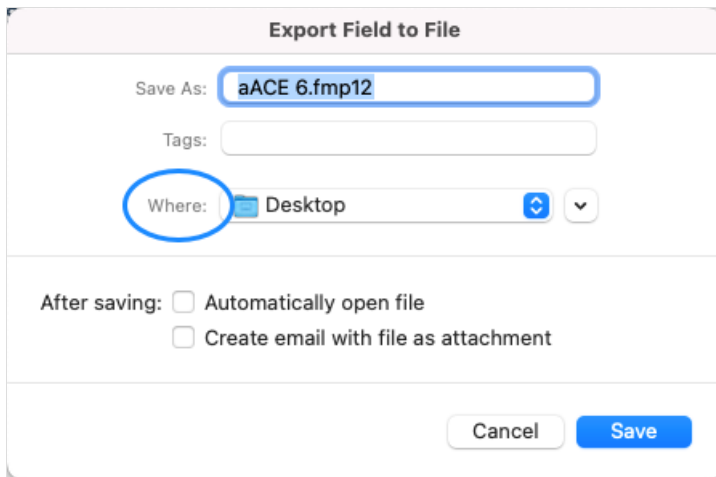 Export Field to File
Save As: aACE 6.fmp12
Tags:
Where: Desktop
After saving: Automatically open file
Create email with file as attachment
Cancel Save